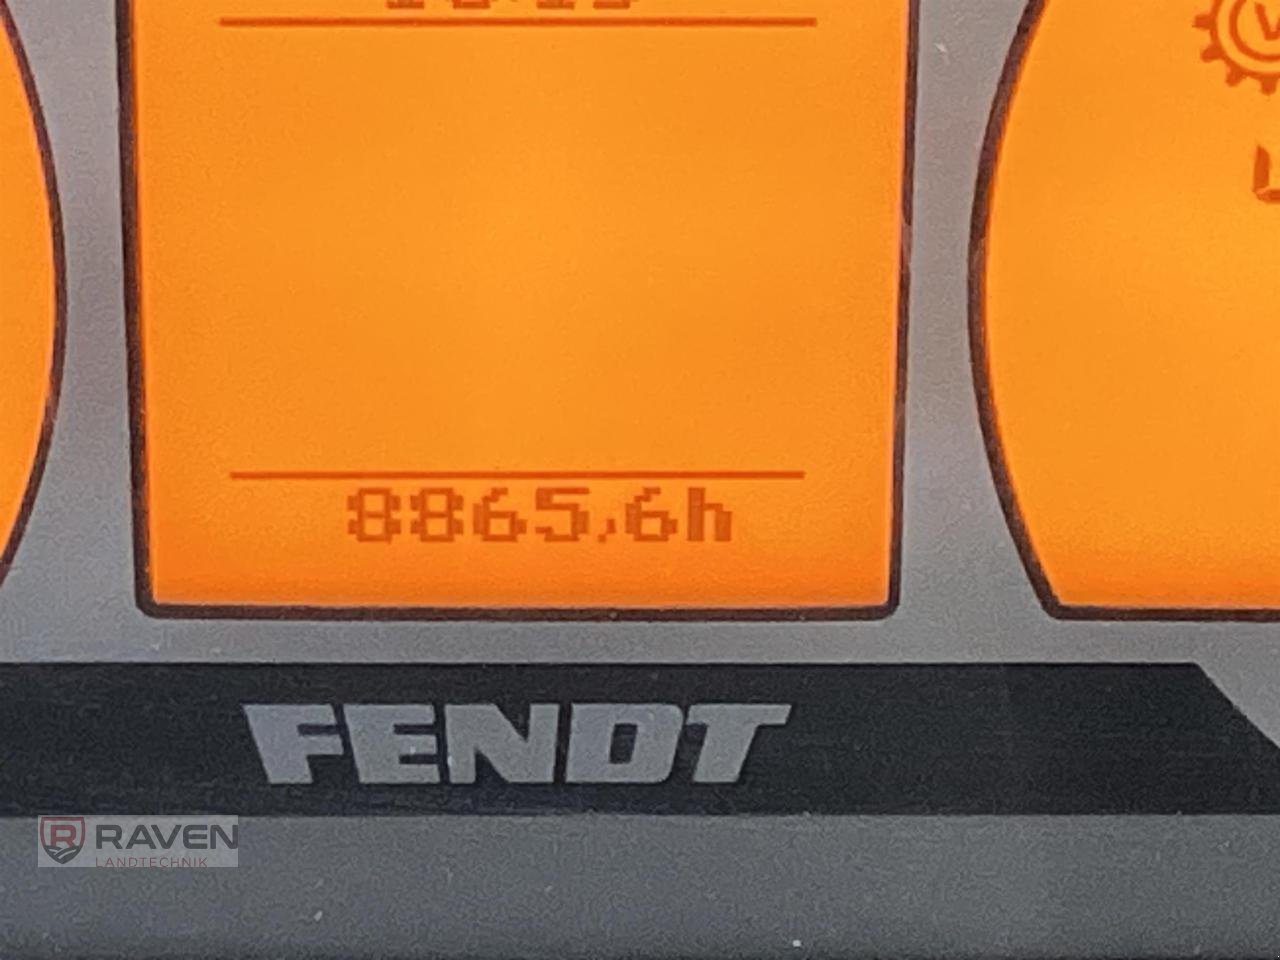 8865,6h
FENDT
RAVEN
LANDTECHNIK